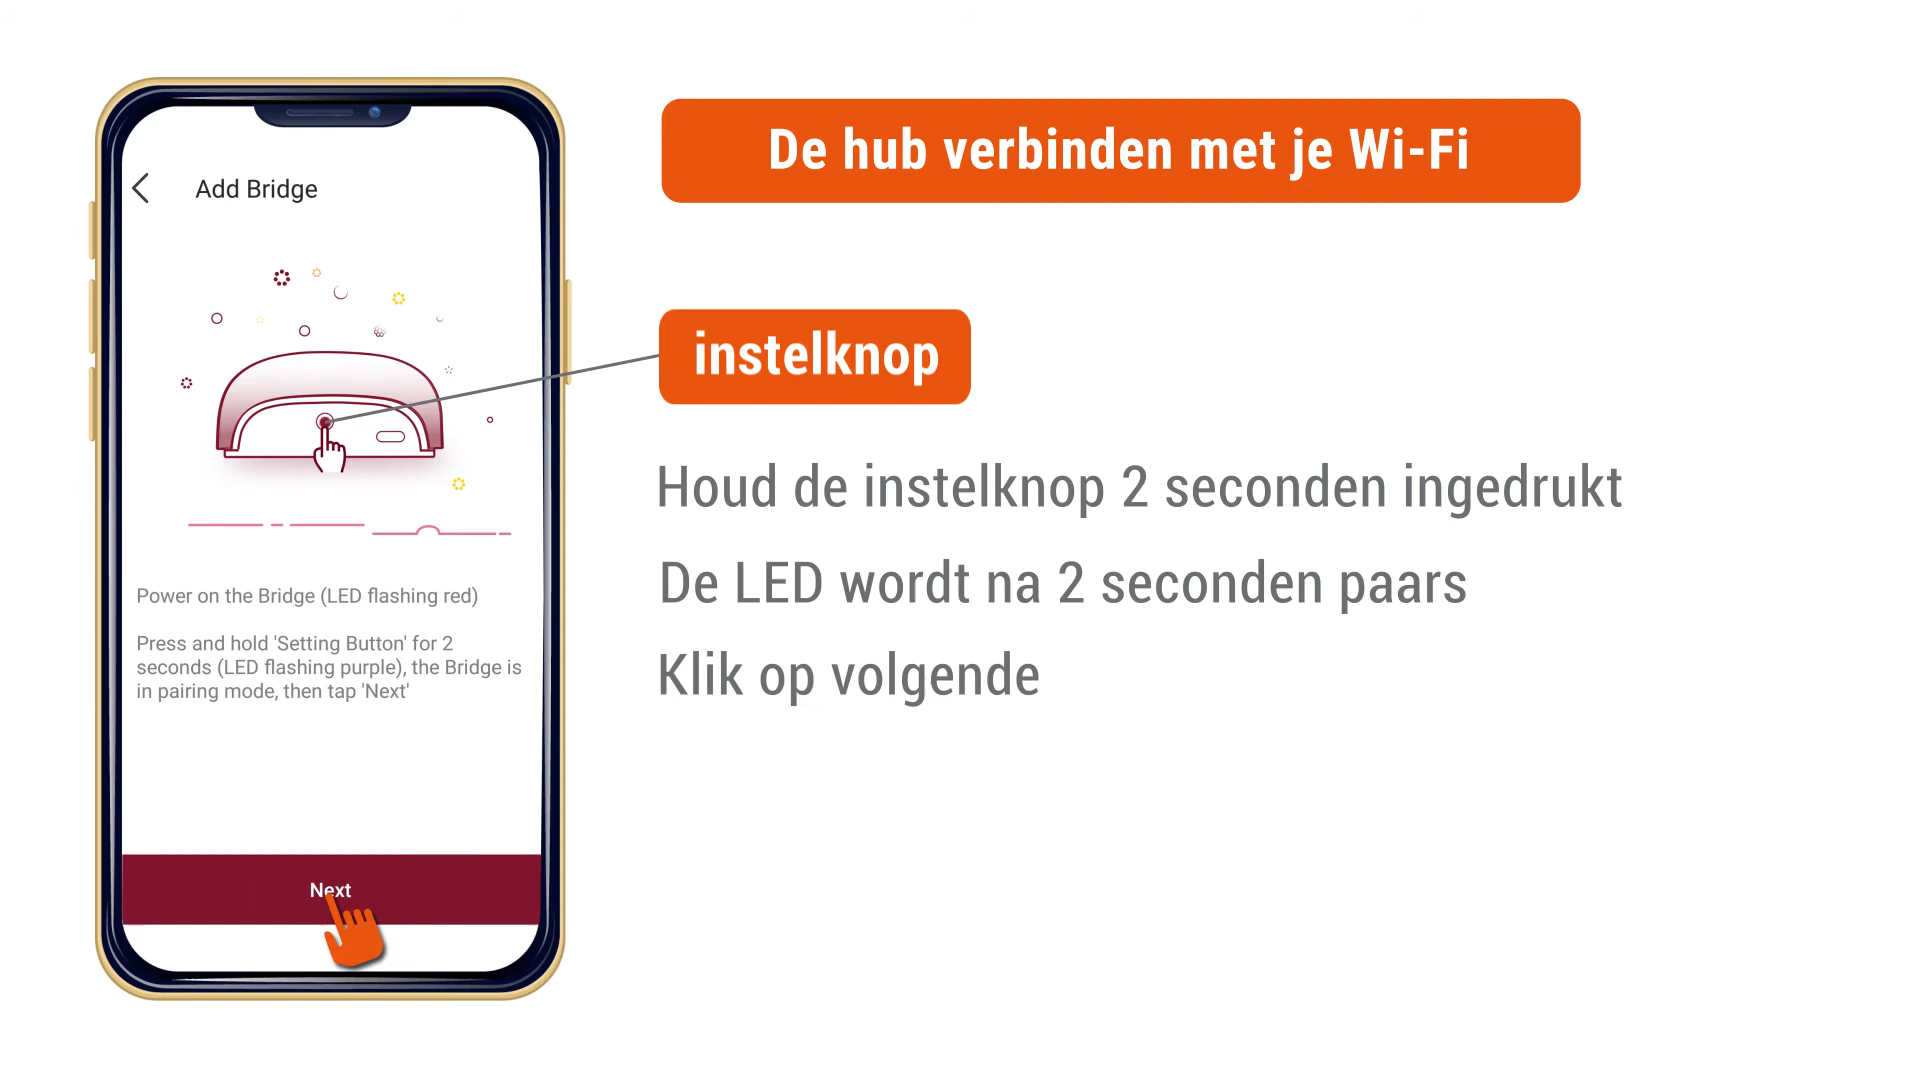 De hub verbinden met je Wi-Fi
Add Bridge
instelknop
Houd de instelknop 2 seconden ingedrukt
De LED wordt na 2 seconden paars
Klik op volgende
Power on the Bridge (LED flashing red)
Press and hold 'Setting Button' for 2
seconds (LED flashing purple), the Bridge is
in pairing mode, then tap 'Next'
Next